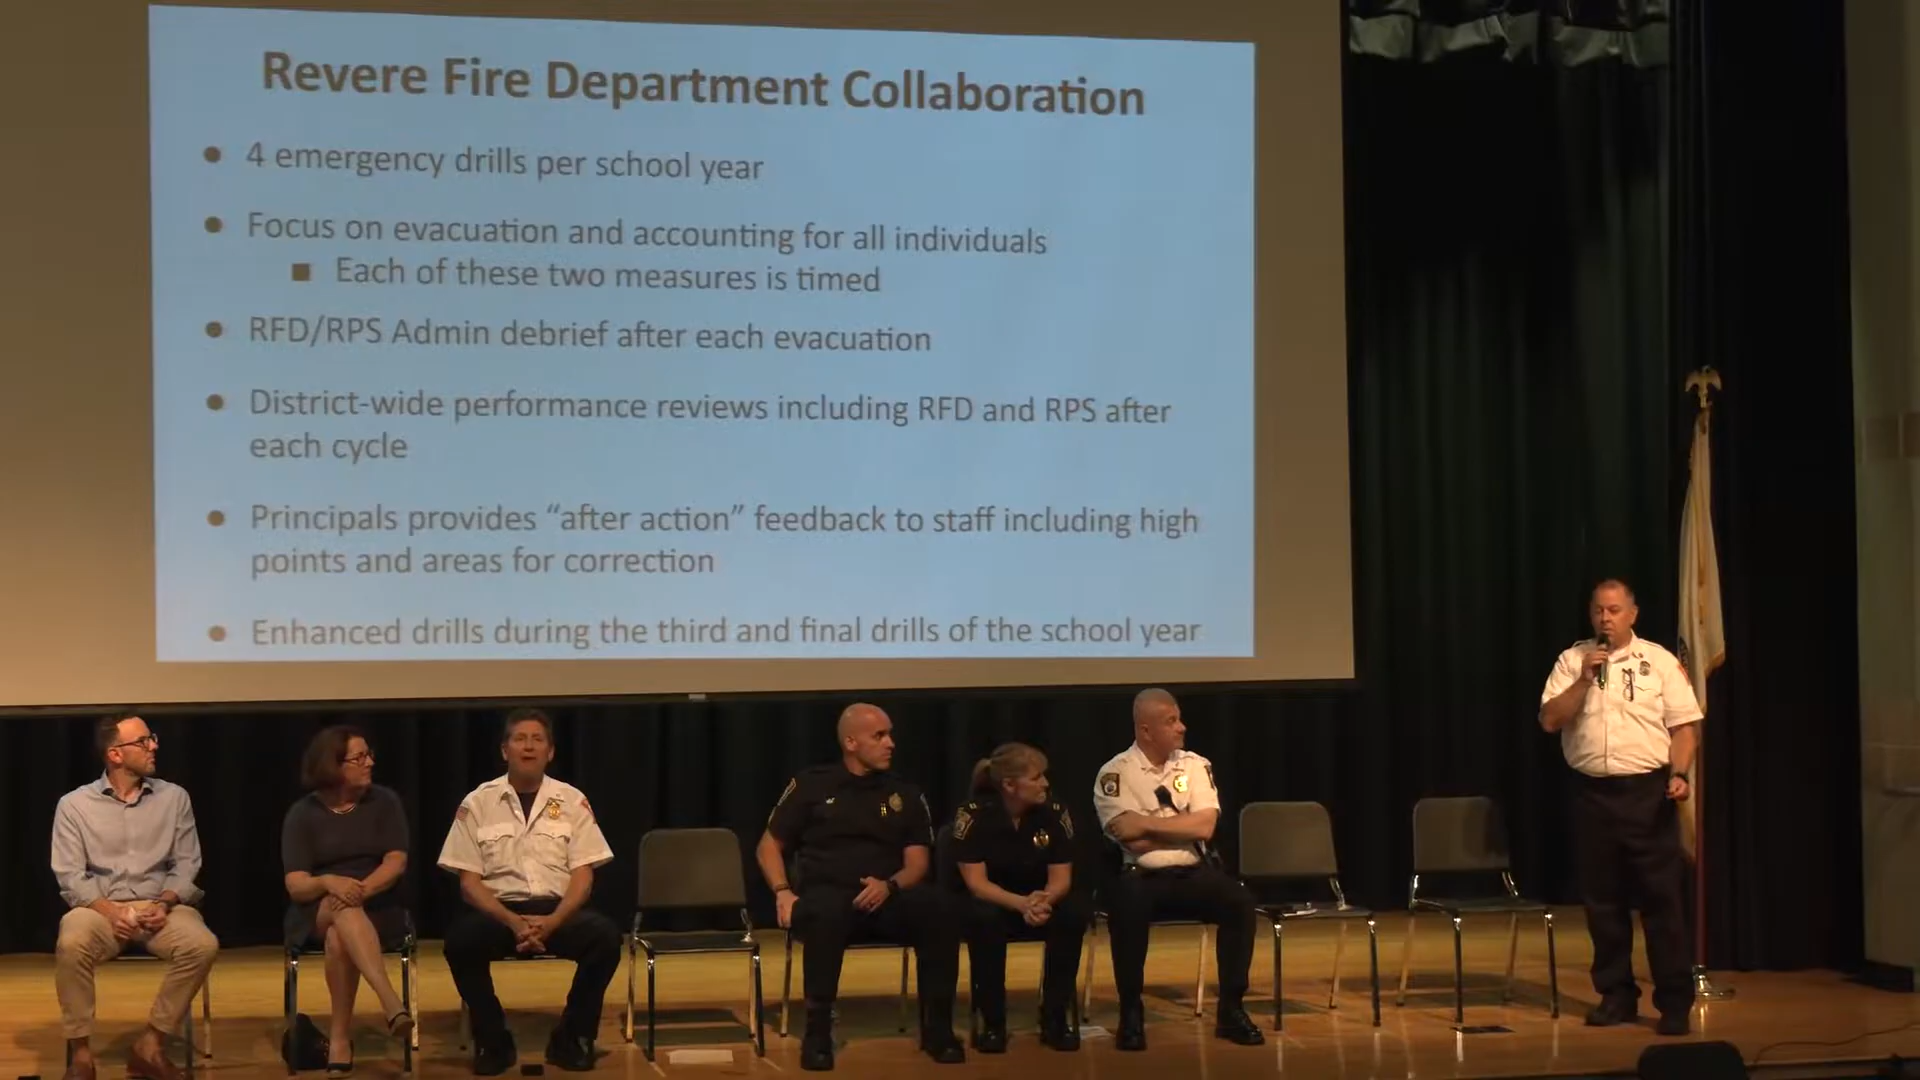 Revere Fire Department Collaboration
● 4 emergency drills per school year
● Focus on evacuation and accounting for all individuals
■ Each of these two measures is timed
● RFD/RPS Admin debrief after each evacuation
● District-wide performance reviews including RFD and RPS after
each cycle
● Principals provides “after action” feedback to staff including high
points and areas for correction
● Enhanced drills during the third and final drills of the school year